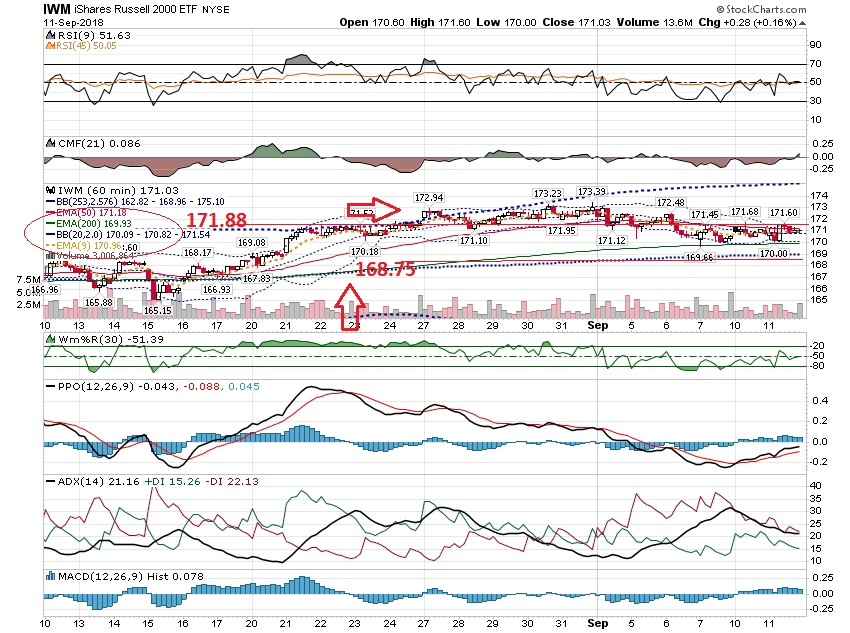 IWM iShares Russell 2000 ETF NYSE © StockCharts.com
11-Sep-2018 Open 170.60 High 171.60 Low 170.00 Close 171.03 Volume 13.6M Chg +0.28 (+0.16%)
RSI(9) 51.63
RSI(45) 50.05
90
70
50
30
10
CMF(21) 0.086
0.25
0.00
-0.25
IWM (60 min) 171.03
BB(253,2.576) 162.82 - 168.96 - 175.10
EMA(50) 171.18
EMA(200) 169.93
BB(20,2.0) 170.09 - 170.82 - 171.54
EMA(9) 170.96
Volume 3,006,864
171.88
168.75
172.94
173.23
173.39
172.48
171.45
171.68
171.60
169.08
168.17
170.18
171.10
171.95
171.12
169.66
170.00
167.83
166.93
166.96
165.88
165.15
174
173
172
171
170
169
168
167
166
165
7.5M
5.0M
2.5M
10 13 14 15 16 17 20 21 22 23 24 27 28 29 30 31 Sep 5 6 7 10 11
Wm%R(30) -51.39
-20
-50
-80
PPO(12,26,9) -0.043, -0.088, 0.045
0.4
0.2
0.0
-0.2
ADX(14) 21.16 +DI 15.26 -DI 22.13
40
35
30
25
20
15
10
MACD(12,26,9) Hist 0.078
0.25
0.00
-0.25
10 13 14 15 16 17 20 21 22 23 24 27 28 29 30 31 Sep 5 6 7 10 11